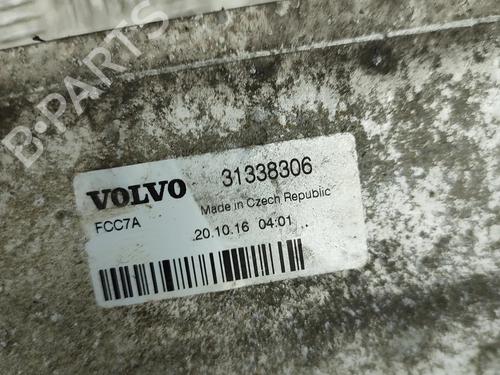 B-PARTS
VOLVO 31338306
Made in Czech Republic
FCC7A
20.10.16 04:01